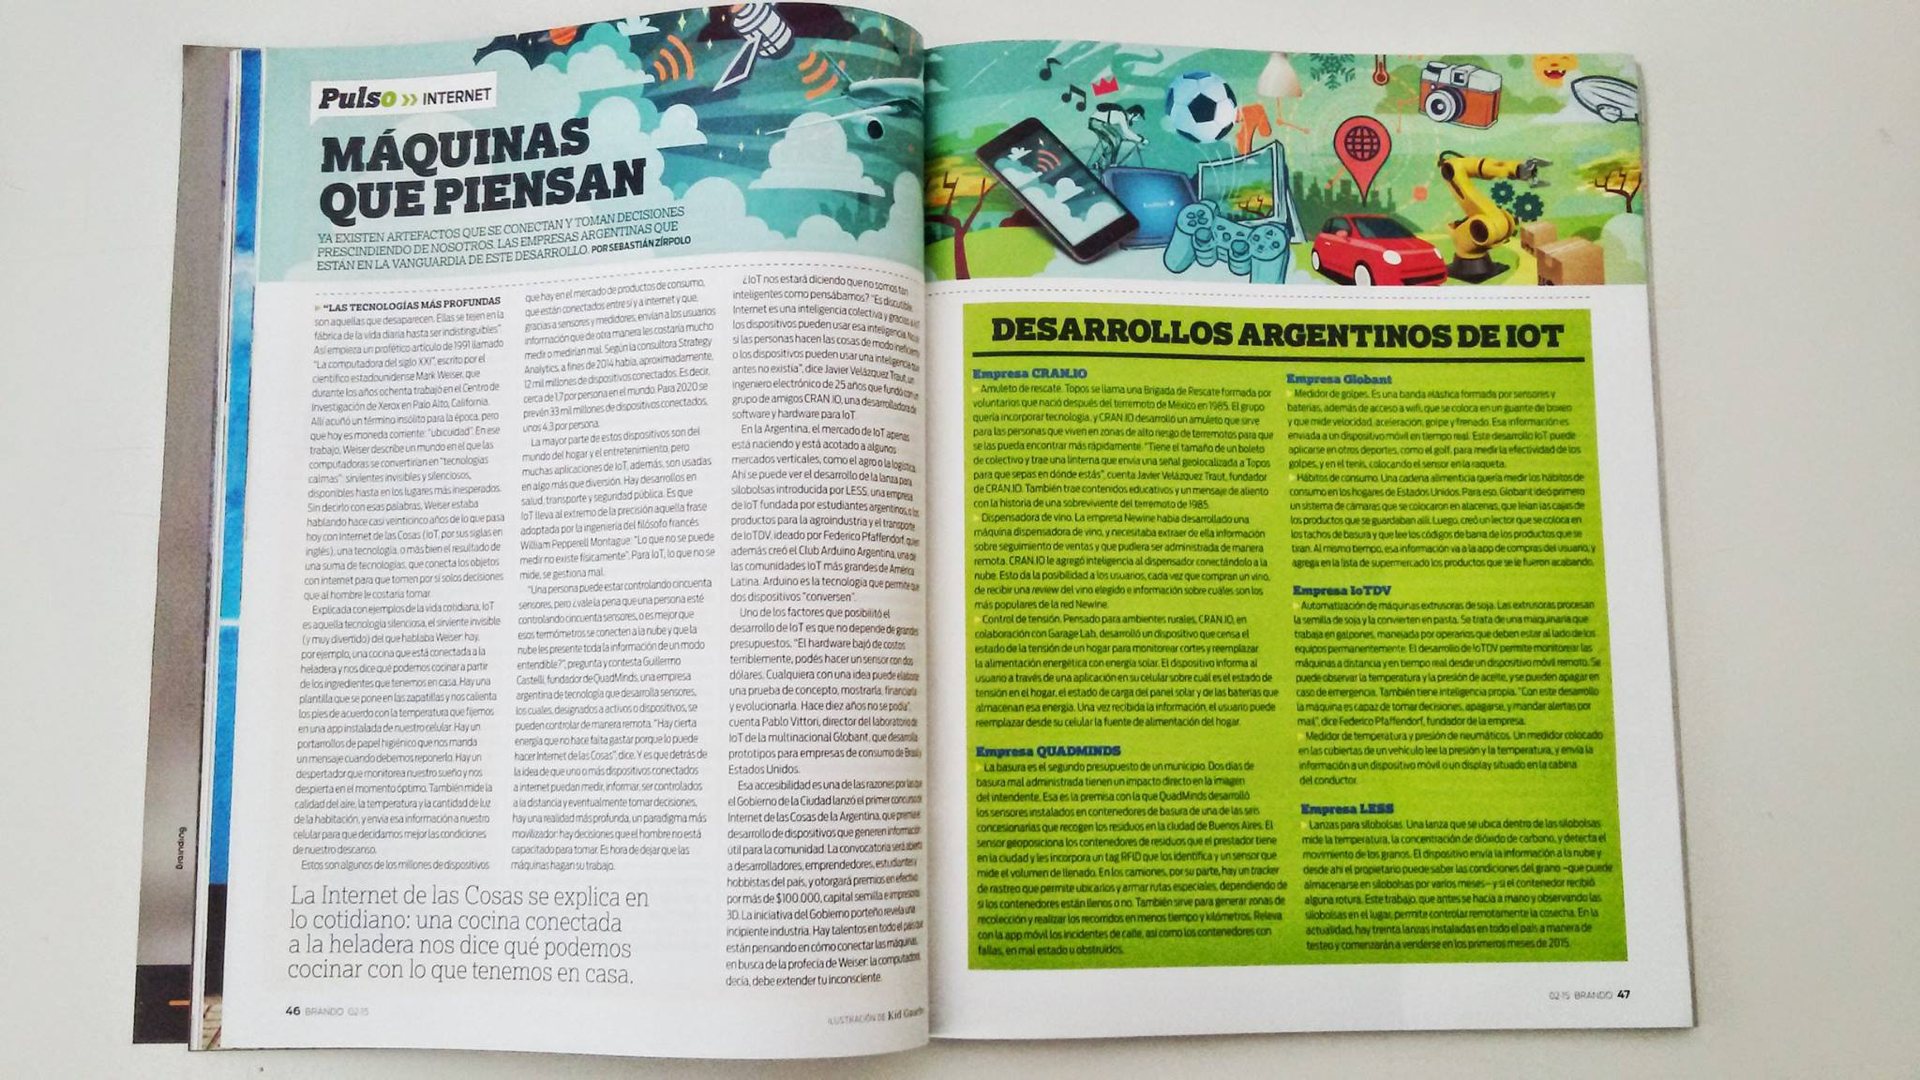 Pulso » INTERNET
MÁQUINAS
QUE PIENSAN
YA EXISTEN ARTEFACTOS QUE SE CONECTAN Y TOMAN DECISIONES
PRESCINDIENDO DE NOSOTROS. LAS EMPRESAS ARGENTINAS QUE
ESTÁN EN LA VANGUARDIA DE ESTE DESARROLLO. POR SEBASTIÁN ZÍRPOLO
"LAS TECNOLOGÍAS MÁS PROFUNDAS
son aquellas que desaparecen. Ellas se tejen en la
fábrica de la vida diaria hasta ser indistinguibles".
Así empieza un profético artículo de 1991 llamado
"La computadora del siglo XXI", escrito por el
científico estadounidense Mark Weiser, que
durante los años ochenta trabajó en el Centro de
Investigación de Xerox en Palo Alto, California.
Allí acuñó un término insólito para la época, pero
que hoy es moneda corriente: "ubicuidad". En ese
trabajo, Weiser describe un mundo en el que las
computadoras se convertirían en "tecnologías
calmas": sirvientes invisibles y silenciosos,
disponibles hasta en los lugares más inesperados.
Sin decirlo con esas palabras, Weiser estaba
hablando hace casi veinticinco años de lo que pasa
hoy con Internet de las Cosas (IoT, por sus siglas en
inglés), una tecnología, o más bien el resultado de
una suma de tecnologías, que conecta los objetos
con internet para que tomen por sí solos decisiones
que al hombre le costaría tomar.
Explicada con ejemplos de la vida cotidiana, IoT
es aquella tecnología silenciosa, el sirviente invisible
(y muy divertido) del que hablaba Weiser: hay,
por ejemplo, una cocina que está conectada a la
heladera y nos dice qué podemos cocinar a partir
de los ingredientes que tenemos en casa. Hay una
plantilla que se pone en las zapatillas y nos calienta
los pies de acuerdo con la temperatura que fijemos
en una app instalada de nuestro celular. Hay un
portarrollos de papel higiénico que nos manda
un mensaje cuando debemos reponerlo. Hay un
despertador que monitorea nuestro sueño y nos
despierta en el momento óptimo. También mide la
calidad del aire, la temperatura y la cantidad de luz
de la habitación, y envía esa información a nuestro
celular para que decidamos mejor las condiciones
de nuestro descanso.
Estos son algunos de los millones de dispositivos
que hay en el mercado de productos de consumo,
que están conectados entre sí y a internet y que,
gracias a sensores y medidores, envían a los usuarios
información que de otra manera les costaría mucho
medir o medirían mal. Según la consultora Strategy
Analytics, a fines de 2014 había, aproximadamente,
12 mil millones de dispositivos conectados. Es decir,
cerca de 1,7 por persona en el mundo. Para 2020 se
prevén 33 mil millones de dispositivos conectados,
unos 4,3 por persona.
La mayor parte de estos dispositivos son del
mundo del hogar y el entretenimiento, pero
muchas aplicaciones de IoT, además, son usadas
en algo más que diversión. Hay desarrollos en
salud, transporte y seguridad pública. Es que
IoT lleva al extremo de la precisión aquella frase
adoptada por la ingeniería del filósofo francés
William Pepperell Montague: "Lo que no se puede
medir no existe físicamente". Para IoT, lo que no se
mide, se gestiona mal.
"Una persona puede estar controlando cincuenta
sensores, pero ¿vale la pena que una persona esté
controlando cincuenta sensores, o es mejor que
esos termómetros se conecten a la nube y que la
nube les presente toda la información de un modo
entendible?", pregunta y contesta Guillermo
Castelli, fundador de QuadMinds, una empresa
argentina de tecnología que desarrolla sensores,
los cuales, designados a activos o dispositivos, se
pueden controlar de manera remota. "Hay cierta
energía que no hace falta gastar porque lo puede
hacer Internet de las Cosas", dice. Y es que detrás de
la idea de que uno o más dispositivos conectados
a internet puedan medir, informar, ser controlados
a la distancia y eventualmente tomar decisiones,
hay una realidad más profunda, un paradigma más
movilizador: hay decisiones que el hombre no está
capacitado para tomar. Es hora de dejar que las
máquinas hagan su trabajo.
La Internet de las Cosas se explica en
lo cotidiano: una cocina conectada
a la heladera nos dice qué podemos
cocinar con lo que tenemos en casa.
¿IoT nos estará diciendo que no somos tan
inteligentes como pensábamos? "Es discutible.
Internet es una inteligencia colectiva y gracias a IoT
los dispositivos pueden usar esa inteligencia.
si las personas hacen las cosas de modo ineficiente
o los dispositivos pueden usar una inteligencia que
antes no existía", dice Javier Velázquez Traut, un
ingeniero electrónico de 25 años que fundó con un
grupo de amigos CRAN.IO, una desarrolladora de
software y hardware para IoT.
En la Argentina, el mercado de IoT apenas
está naciendo y está acotado a algunos
mercados verticales, como el agro o la logística.
Ahí se puede ver el desarrollo de la lanza para
silobolsas introducida por LESS, una empresa
de IoT fundada por estudiantes argentinos, o los
productos para la agroindustria y el transporte
de IoTDV, ideado por Federico Pfaffendorf, quien
además creó el Club Arduino Argentina, una de
las comunidades IoT más grandes de América
Latina. Arduino es la tecnología que permite que
dos dispositivos "conversen".
Uno de los factores que posibilitó el
desarrollo de IoT es que no depende de grandes
presupuestos. "El hardware bajó de costos
terriblemente, podés hacer un sensor con dos
dólares. Cualquiera con una idea puede elaborar
una prueba de concepto, mostrarla, financiarla
y evolucionarla. Hace diez años no se podía",
cuenta Pablo Vittori, director del laboratorio de
IoT de la multinacional Globant, que desarrolla
prototipos para empresas de consumo de Brasil y
Estados Unidos.
Esa accesibilidad es una de las razones por las que
el Gobierno de la Ciudad lanzó el primer concurso de
Internet de las Cosas de la Argentina, que premia el
desarrollo de dispositivos que generen información
útil para la comunidad. La convocatoria será abierta
a desarrolladores, emprendedores, estudiantes y
hobbistas del país, y otorgará premios en efectivo
por más de $100.000, capital semilla e impresoras
3D. La iniciativa del Gobierno porteño revela una
incipiente industria. Hay talentos en todo el país que
están pensando en cómo conectar las máquinas,
en busca de la profecía de Weiser: la computadora,
decía, debe extender tu inconsciente.
46 BRANDO 02·15
ILUSTRACIÓN DE Kid Gaucho
Branding
DESARROLLOS ARGENTINOS DE IOT
Empresa CRAN.IO
Amuleto de rescate. Topos se llama una Brigada de Rescate formada por
voluntarios que nació después del terremoto de México en 1985. El grupo
quería incorporar tecnología, y CRAN.IO desarrolló un amuleto que sirve
para las personas que viven en zonas de alto riesgo de terremotos para que
se las pueda encontrar más rápidamente. "Tiene el tamaño de un boleto
de colectivo y trae una linterna que envía una señal geolocalizada a Topos
para que sepas en dónde estás", cuenta Javier Velázquez Traut, fundador
de CRAN.IO. También trae contenidos educativos y un mensaje de aliento
con la historia de una sobreviviente del terremoto de 1985.
Dispensadora de vino. La empresa Newine había desarrollado una
máquina dispensadora de vino, y necesitaba extraer de ella información
sobre seguimiento de ventas y que pudiera ser administrada de manera
remota. CRAN.IO le agregó inteligencia al dispensador conectándolo a la
nube. Esto da la posibilidad a los usuarios, cada vez que compran un vino,
de recibir una review del vino elegido e información sobre cuáles son los
más populares de la red Newine.
Control de tensión. Pensado para ambientes rurales, CRAN.IO, en
colaboración con Garage Lab, desarrolló un dispositivo que censa el
estado de la tensión de un hogar para monitorear cortes y reemplazar
la alimentación energética con energía solar. El dispositivo informa al
usuario a través de una aplicación en su celular sobre cuál es el estado de
tensión en el hogar, el estado de carga del panel solar y de las baterías que
almacenan esa energía. Una vez recibida la información, el usuario puede
reemplazar desde su celular la fuente de alimentación del hogar.
Empresa QUADMINDS
La basura es el segundo presupuesto de un municipio. Dos días de
basura mal administrada tienen un impacto directo en la imagen
del intendente. Esa es la premisa con la que QuadMinds desarrolló
los sensores instalados en contenedores de basura de una de las seis
concesionarias que recogen los residuos en la ciudad de Buenos Aires. El
sensor geoposiciona los contenedores de residuos que el prestador tiene
en la ciudad y les incorpora un tag RFID que los identifica y un sensor que
mide el volumen de llenado. En los camiones, por su parte, hay un tracker
de rastreo que permite ubicarlos y armar rutas especiales, dependiendo de
si los contenedores están llenos o no. También sirve para generar zonas de
recolección y realizar los recorridos en menos tiempo y kilómetros. Releva
con la app móvil los incidentes de calle, así como los contenedores con
fallas, en mal estado u obstruidos.
Empresa Globant
Medidor de golpes. Es una banda elástica formada por sensores y
baterías, además de acceso a wifi, que se coloca en un guante de boxeo
y que mide velocidad, aceleración, golpe y frenado. Esa información es
enviada a un dispositivo móvil en tiempo real. Este desarrollo IoT puede
aplicarse en otros deportes, como el golf, para medir la efectividad de los
golpes, y en el tenis, colocando el sensor en la raqueta.
Hábitos de consumo. Una cadena alimenticia quería medir los hábitos de
consumo en los hogares de Estados Unidos. Para eso, Globant ideó primero
un sistema de cámaras que se colocaron en alacenas, que leían las cajas de
los productos que se guardaban allí. Luego, creó un lector que se coloca en
los tachos de basura y que lee los códigos de barra de los productos que se
tiran. Al mismo tiempo, esa información va a la app de compras del usuario, y
agrega en la lista de supermercado los productos que se le fueron acabando.
Empresa IoTDV
Automatización de máquinas extrusoras de soja. Las extrusoras procesan
la semilla de soja y la convierten en pasta. Se trata de una maquinaria que
trabaja en galpones, manejada por operarios que deben estar al lado de los
equipos permanentemente. El desarrollo de IoTDV permite monitorear las
máquinas a distancia y en tiempo real desde un dispositivo móvil remoto. Se
puede observar la temperatura y la presión de aceite, y se pueden apagar en
caso de emergencia. También tiene inteligencia propia. "Con este desarrollo
la máquina es capaz de tomar decisiones, apagarse, y mandar alertas por
mail", dice Federico Pfaffendorf, fundador de la empresa.
Medidor de temperatura y presión de neumáticos. Un medidor colocado
en las cubiertas de un vehículo lee la presión y la temperatura, y envía la
información a un dispositivo móvil o un display situado en la cabina
del conductor.
Empresa LESS
Lanzas para silobolsas. Una lanza que se ubica dentro de las silobolsas
mide la temperatura, la concentración de dióxido de carbono, y detecta el
movimiento de los granos. El dispositivo envía la información a la nube y
desde ahí el propietario puede saber las condiciones del grano –que puede
almacenarse en silobolsas por varios meses– y si el contenedor recibió
alguna rotura. Este trabajo, que antes se hacía a mano y observando las
silobolsas en el lugar, permite controlar remotamente la cosecha. En la
actualidad, hay treinta lanzas instaladas en todo el país a manera de
testeo y comenzarán a venderse en los primeros meses de 2015.
02·15 BRANDO 47